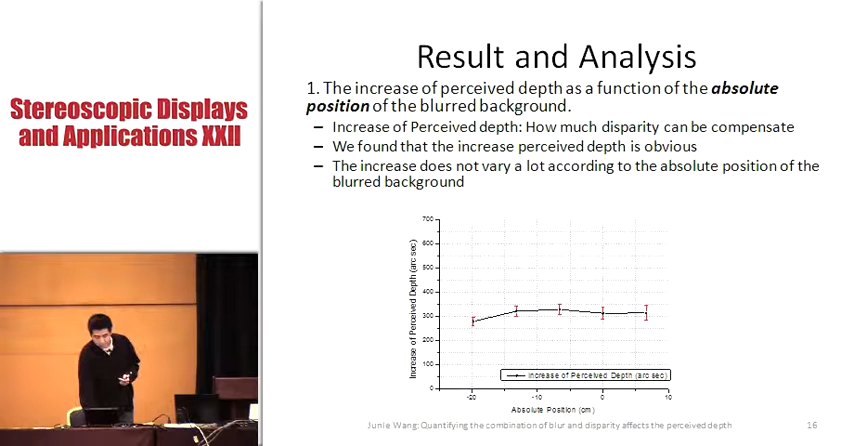 Stereoscopic Displays
and Applications XXII
Result and Analysis
1. The increase of perceived depth as a function of the absolute
position of the blurred background.
– Increase of Perceived depth: How much disparity can be compensate
– We found that the increase perceived depth is obvious
– The increase does not vary a lot according to the absolute position of the
blurred background
700
600
500
400
300
200
100
0
Increase of Perceived Depth (arc sec)
Increase of Perceived Depth (arc sec)
-20 -10 0 10
Absolute Position (cm)
Junle Wang: Quantifying the combination of blur and disparity affects the perceived depth
16